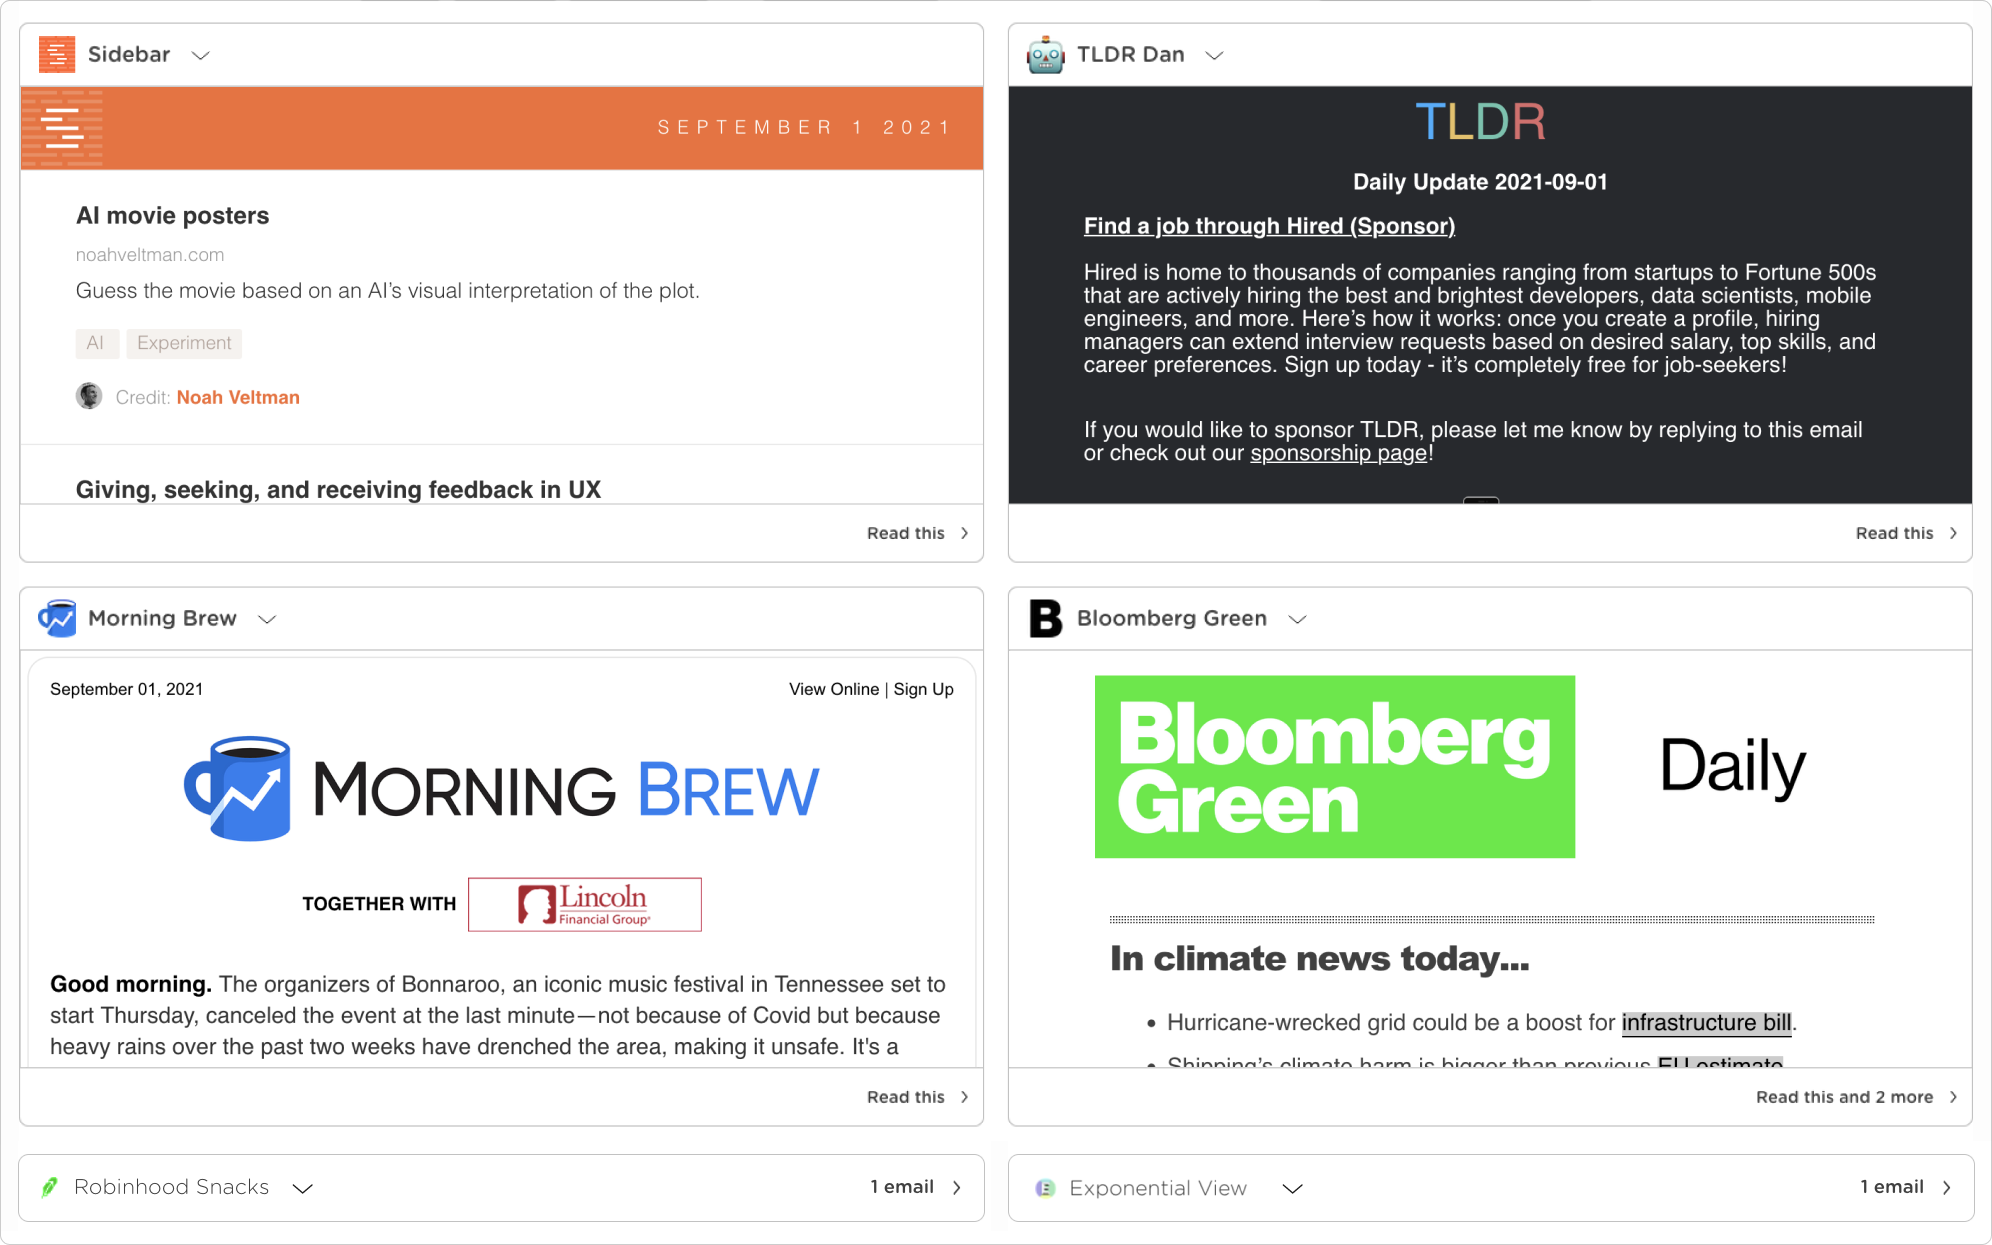 Sidebar
SEPTEMBER 1 2021
AI movie posters
noahveltman.com
Guess the movie based on an AI’s visual interpretation of the plot.
AI Experiment
Credit: Noah Veltman
Giving, seeking, and receiving feedback in UX
Read this
TLDR Dan
TLDR
Daily Update 2021-09-01
Find a job through Hired (Sponsor)
Hired is home to thousands of companies ranging from startups to Fortune 500s
that are actively hiring the best and brightest developers, data scientists, mobile
engineers, and more. Here’s how it works: once you create a profile, hiring
managers can extend interview requests based on desired salary, top skills, and
career preferences. Sign up today - it’s completely free for job-seekers!
If you would like to sponsor TLDR, please let me know by replying to this email
or check out our sponsorship page!
Read this
Morning Brew
September 01, 2021
View Online | Sign Up
MORNING BREW
TOGETHER WITH
Lincoln
Financial Group®
Good morning. The organizers of Bonnaroo, an iconic music festival in Tennessee set to
start Thursday, canceled the event at the last minute—not because of Covid but because
heavy rains over the past two weeks have drenched the area, making it unsafe. It's a
Read this
B Bloomberg Green
Bloomberg
Green
Daily
In climate news today...
• Hurricane-wrecked grid could be a boost for infrastructure bill.
• Shipping’s climate harm is bigger than previous EU estimate
Read this and 2 more
Robinhood Snacks
1 email
E Exponential View
1 email